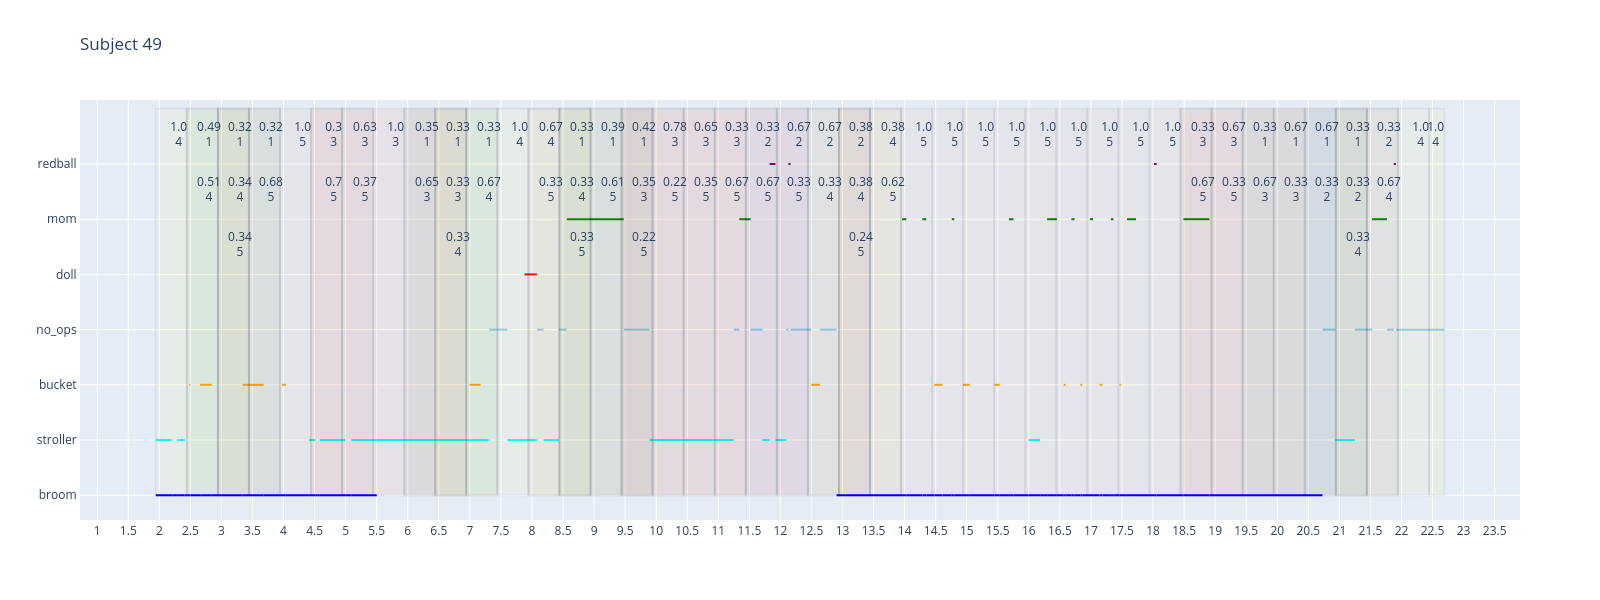 Subject 49
1.0 0.49 0.32 0.32 1.0 0.3 0.63 1.0 0.35 0.33 0.33 1.0 0.67 0.33 0.39 0.42 0.78 0.65 0.33 0.33 0.67 0.67 0.38 0.38 1.0 1.0 1.0 1.0 1.0 1.0 1.0 1.0 1.0 0.33 0.67 0.33 0.67 0.67 0.33 0.33 1.0 1.0
4 1 1 1 5 3 3 3 1 1 1 4 4 1 1 1 3 3 3 2 2 2 2 4 5 5 5 5 5 5 5 5 5 3 3 1 1 1 1 2 4 4
redball
0.51 0.34 0.68 0.7 0.37 0.65 0.33 0.67 0.33 0.33 0.61 0.35 0.22 0.35 0.67 0.67 0.33 0.33 0.38 0.62 0.67 0.33 0.67 0.33 0.33 0.33 0.67
4 4 5 5 5 3 3 4 5 4 5 3 5 5 5 5 5 4 4 5 5 5 3 3 2 2 4
mom
0.34 0.33 0.33 0.22 0.24 0.33
5 4 5 5 5 4
doll
no_ops
bucket
stroller
broom
1 1.5 2 2.5 3 3.5 4 4.5 5 5.5 6 6.5 7 7.5 8 8.5 9 9.5 10 10.5 11 11.5 12 12.5 13 13.5 14 14.5 15 15.5 16 16.5 17 17.5 18 18.5 19 19.5 20 20.5 21 21.5 22 22.5 23 23.5